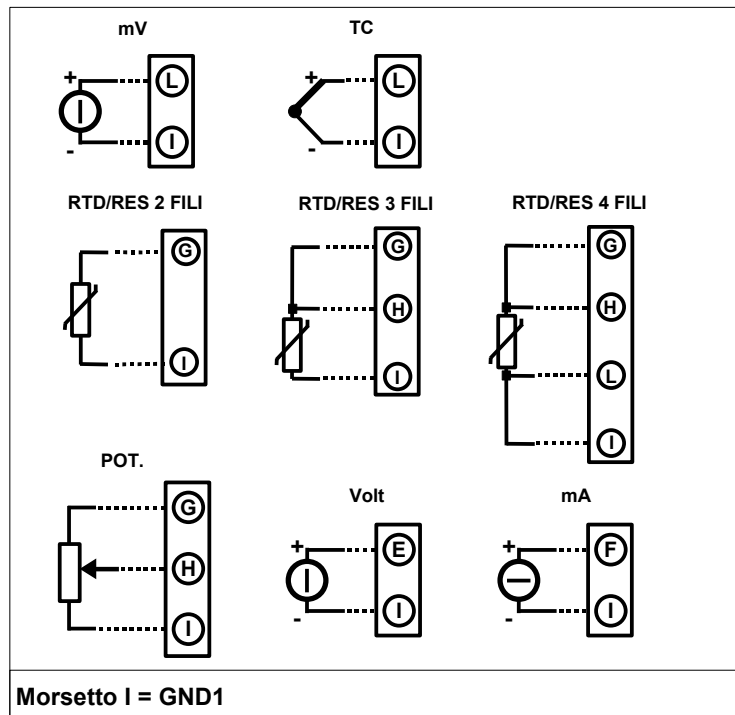 mV
TC
+
L
-
I
+
L
-
I
RTD/RES 2 FILI
RTD/RES 3 FILI
RTD/RES 4 FILI
G
I
G
H
I
G
H
L
I
POT.
G
H
I
Volt
mA
+
E
-
I
+
F
-
I
Morsetto I = GND1